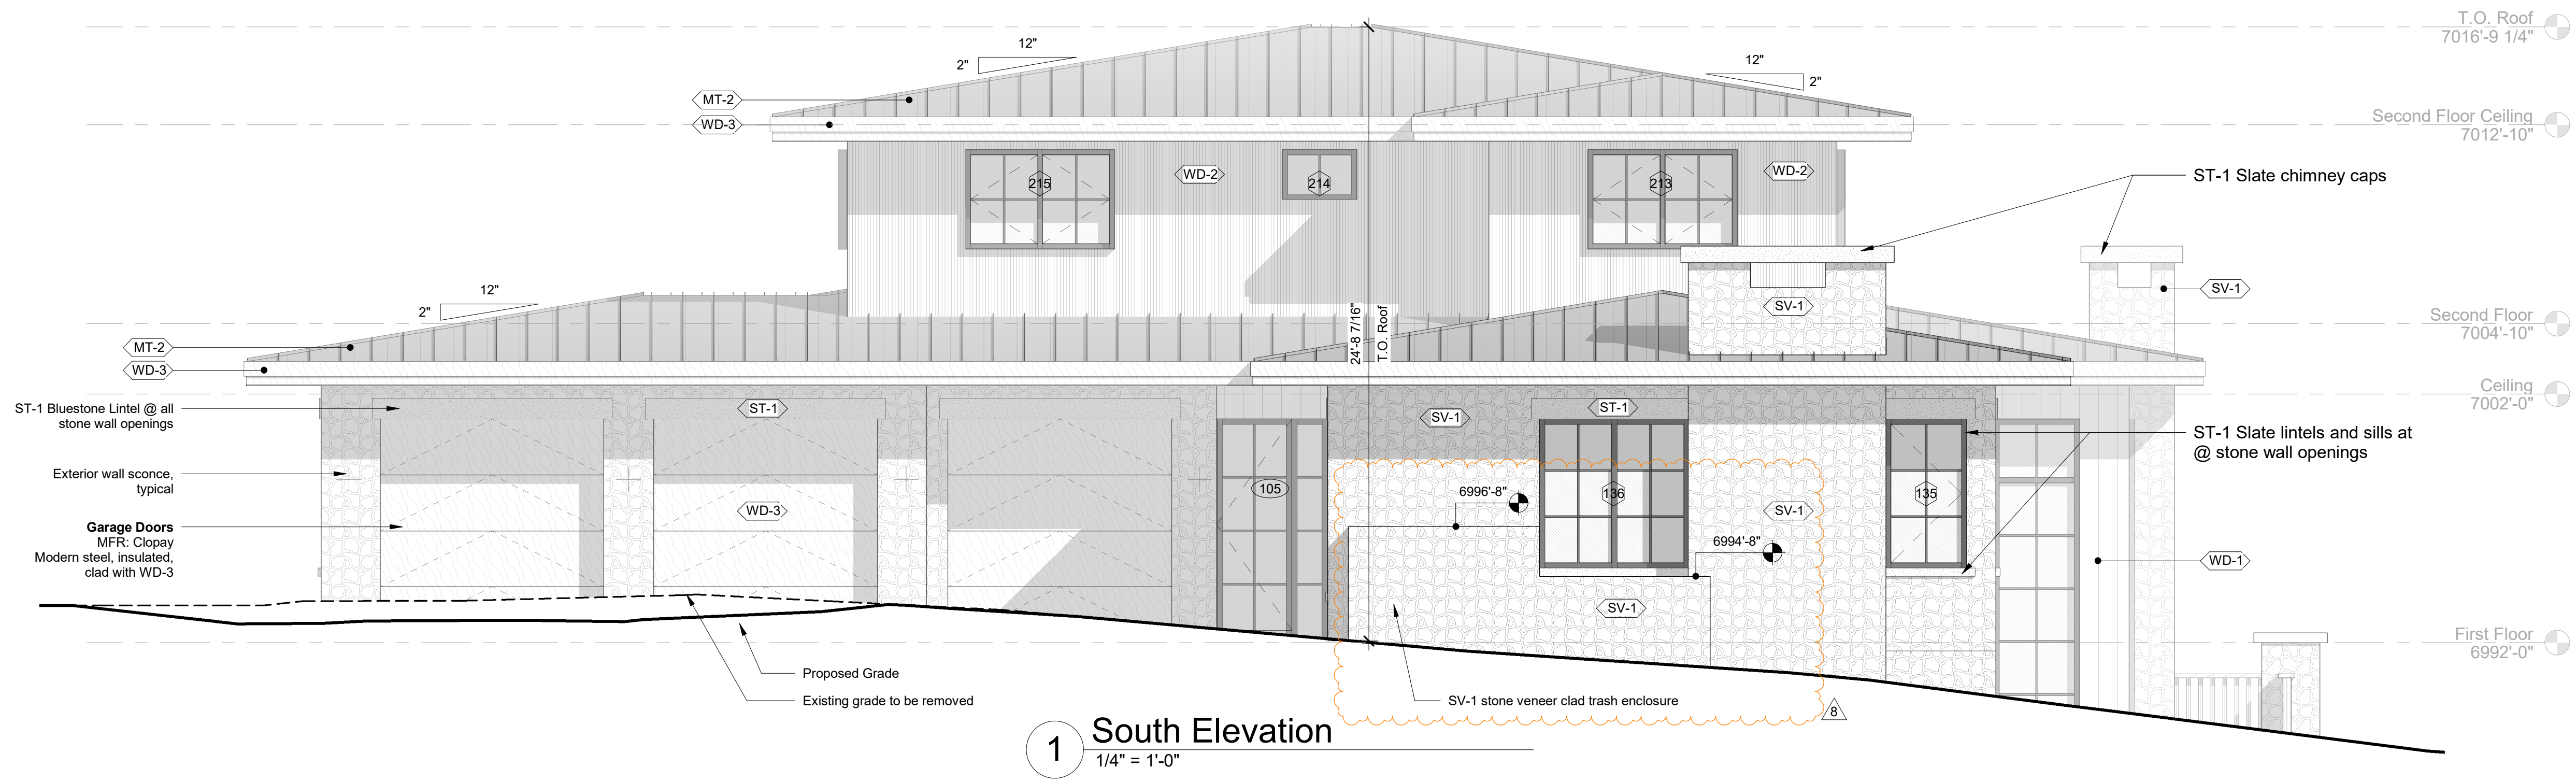 T.O. Roof
7016'-9 1/4"
12"
2"
12"
2"
MT-2
WD-3
Second Floor Ceiling
7012'-10"
215
WD-2
214
213
WD-2
ST-1 Slate chimney caps
12"
2"
SV-1
SV-1
24'-8 7/16"
T.O. Roof
Second Floor
7004'-10"
MT-2
WD-3
Ceiling
7002'-0"
ST-1 Bluestone Lintel @ all
stone wall openings
ST-1
SV-1
ST-1
ST-1 Slate lintels and sills at
@ stone wall openings
Exterior wall sconce,
typical
105
6996'-8"
136
135
WD-3
SV-1
Garage Doors
MFR: Clopay
Modern steel, insulated,
clad with WD-3
6994'-8"
WD-1
SV-1
First Floor
6992'-0"
Proposed Grade
Existing grade to be removed
SV-1 stone veneer clad trash enclosure
8
1
South Elevation
1/4" = 1'-0"